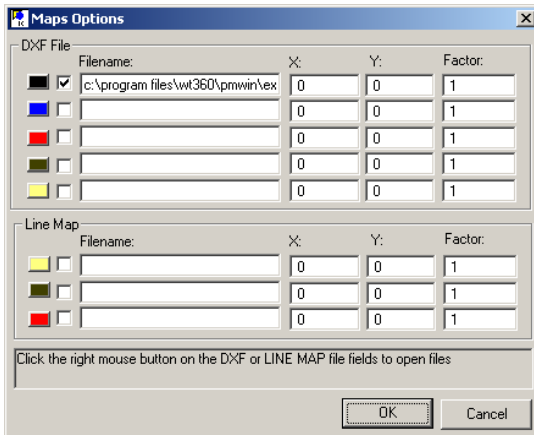 Maps Options
DXF File
Filename: X: Y: Factor:
c:\program files\wt360\pmwin\ex 0 0 1
0 0 1
0 0 1
0 0 1
0 0 1
Line Map
Filename: X: Y: Factor:
0 0 1
0 0 1
0 0 1
Click the right mouse button on the DXF or LINE MAP file fields to open files
OK Cancel